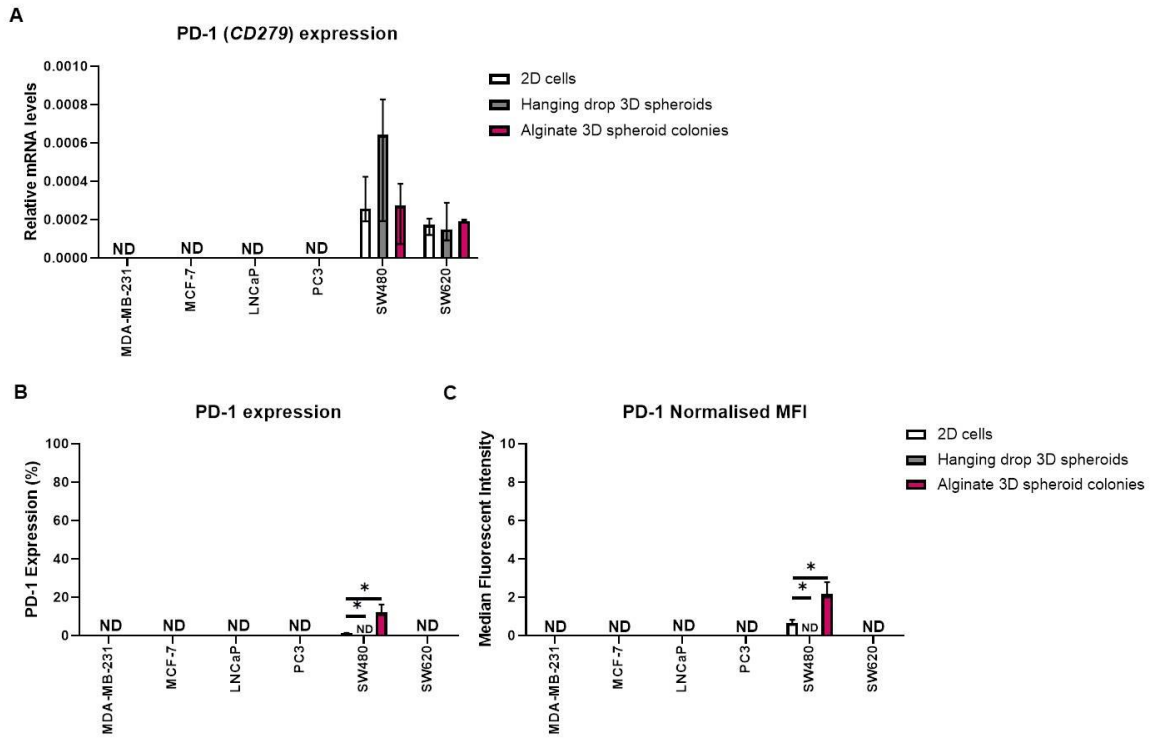 A
PD-1 (CD279) expression
Relative mRNA levels
0.0010
0.0008
0.0006
0.0004
0.0002
0.0000
ND ND ND ND
MDA-MB-231
MCF-7
LNCaP
PC3
SW480
SW620
2D cells
Hanging drop 3D spheroids
Alginate 3D spheroid colonies
B
PD-1 expression
PD-1 Expression (%)
100
80
60
40
20
0
ND ND ND ND * * ND ND
MDA-MB-231
MCF-7
LNCaP
PC3
SW480
SW620
C
PD-1 Normalised MFI
Median Fluorescent Intensity
10
8
6
4
2
0
ND ND ND ND * * ND ND
MDA-MB-231
MCF-7
LNCaP
PC3
SW480
SW620
2D cells
Hanging drop 3D spheroids
Alginate 3D spheroid colonies